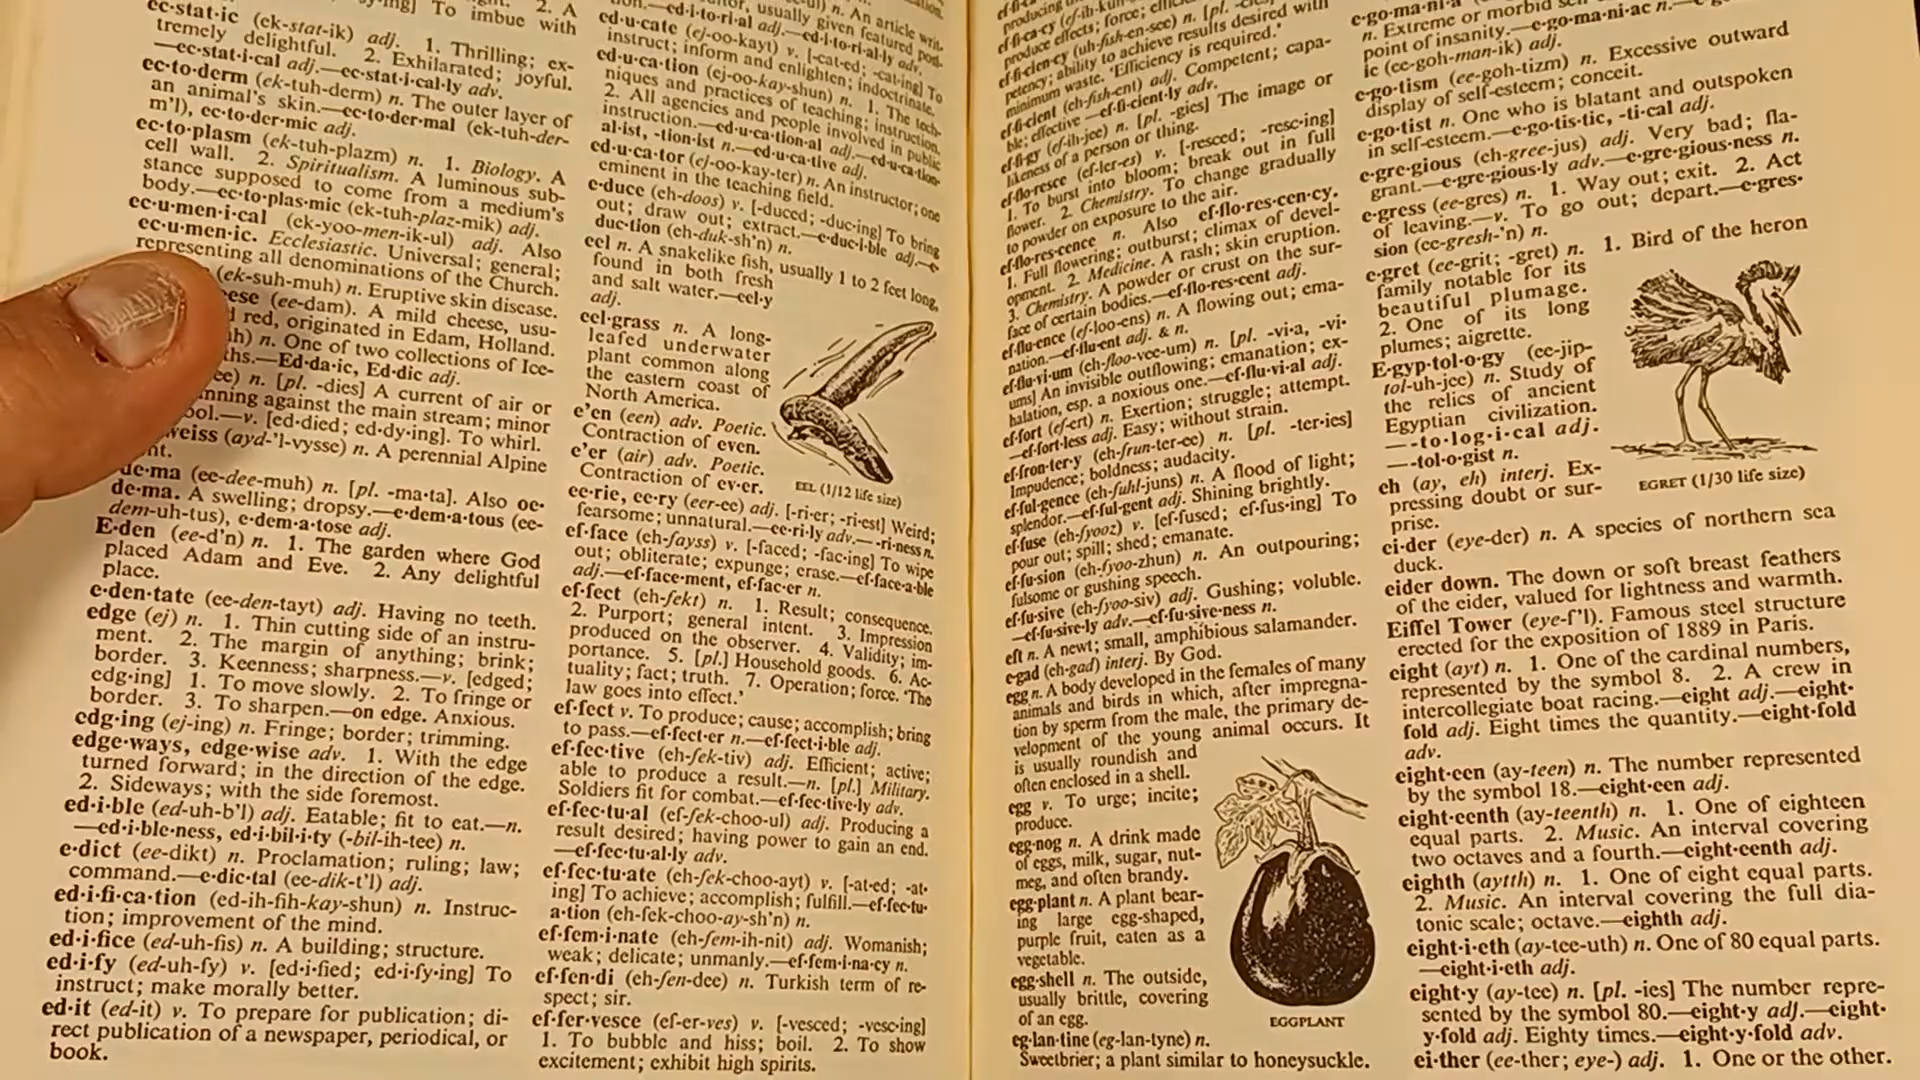 ec·stat·ic (ek-stat-ik) adj. 1. Thrilling; ex-
tremely delightful. 2. Exhilarated; joyful.
—ec·stat·i·cal adj.—ec·stat·i·cal·ly adv.
ec·to·derm (ek-tuh-derm) n. The outer layer of
an animal's skin.—ec·to·der·mal (ek-tuh-der-
m'l), ec·to·der·mic adj.
ec·to·plasm (ek-tuh-plazm) n. 1. Biology. A
cell wall. 2. Spiritualism. A luminous sub-
stance supposed to come from a medium's
body.—ec·to·plas·mic (ek-tuh-plaz-mik) adj.
ec·u·men·i·cal (ek-yoo-men-ik-ul) adj. Also
ec·u·men·ic. Ecclesiastic. Universal; general;
representing all denominations of the Church.
(ek-suh-muh) n. Eruptive skin disease.
(ee-dam). A mild cheese, usu-
red, originated in Edam, Holland.
n. One of two collections of Ice-
—Ed·da·ic, Ed·dic adj.
n. [pl. -dies] A current of air or
against the main stream; minor
—v. [ed·died; ed·dy·ing]. To whirl.
(ayd-'l-vysse) n. A perennial Alpine
(ee-dee-muh) n. [pl. -ma·ta]. Also oe·
de·ma. A swelling; dropsy.—e·dem·a·tous (ee-
dem-uh-tus), e·dem·a·tose adj.
E·den (ee-d'n) n. 1. The garden where God
placed Adam and Eve. 2. Any delightful
place.
e·den·tate (ee-den-tayt) adj. Having no teeth.
edge (ej) n. 1. Thin cutting side of an instru-
ment. 2. The margin of anything; brink;
border. 3. Keenness; sharpness.—v. [edged;
edg·ing] 1. To move slowly. 2. To fringe or
border. 3. To sharpen.—on edge. Anxious.
edg·ing (ej-ing) n. Fringe; border; trimming.
edge·ways, edge·wise adv. 1. With the edge
turned forward; in the direction of the edge.
2. Sideways; with the side foremost.
ed·i·ble (ed-uh-b'l) adj. Eatable; fit to eat.—n.
—ed·i·ble·ness, ed·i·bil·i·ty (-bil-ih-tee) n.
e·dict (ee-dikt) n. Proclamation; ruling; law;
command.—e·dic·tal (ee-dik-t'l) adj.
ed·i·fi·ca·tion (ed-ih-fih-kay-shun) n. Instruc-
tion; improvement of the mind.
ed·i·fice (ed-uh-fis) n. A building; structure.
ed·i·fy (ed-uh-fy) v. [ed·i·fied; ed·i·fy·ing] To
instruct; make morally better.
ed·it (ed-it) v. To prepare for publication; di-
rect publication of a newspaper, periodical, or
book.
usually given featured posi-
tion.—ed·i·to·ri·al adj.—ed·i·to·ri·al·ly adv.
ed·u·cate (ej-oo-kayt) v. [-cat·ed; -cat·ing] To
instruct; inform and enlighten; indoctrinate.
ed·u·ca·tion (ej-oo-kay-shun) n. 1. The tech-
niques and practices of teaching; instruction.
2. All agencies and people involved in public
instruction.—ed·u·ca·tion·al adj.—ed·u·ca·tion·
al·ist, -tion·ist n.—ed·u·ca·tive adj.
ed·u·ca·tor (ej-oo-kay-ter) n. An instructor; one
eminent in the teaching field.
e·duce (eh-doos) v. [-duced; -duc·ing] To bring
out; draw out; extract.—e·duc·i·ble adj.—e·
duc·tion (eh-duk-sh'n) n.
eel n. A snakelike fish, usually 1 to 2 feet long,
found in both fresh
and salt water.—eel·y
adj.
eel·grass n. A long-
leafed underwater
plant common along
the eastern coast of
North America.
e'en (een) adv. Poetic.
Contraction of even.
e'er (air) adv. Poetic.
Contraction of ev·er.
EEL (1/12 life size)
ee·rie, ee·ry (eer-ee) adj. [-ri·er; -ri·est] Weird;
fearsome; unnatural.—ee·ri·ly adv.— -ri·ness n.
ef·face (eh-fayss) v. [-faced; -fac·ing] To wipe
out; obliterate; expunge; erase.—ef·face·a·ble
adj.—ef·face·ment, ef·fac·er n.
ef·fect (eh-fekt) n. 1. Result; consequence.
2. Purport; general intent. 3. Impression
produced on the observer. 4. Validity; im-
portance. 5. [pl.] Household goods. 6. Ac-
tuality; fact; truth. 7. Operation; force. 'The
law goes into effect.'
ef·fect v. To produce; cause; accomplish; bring
to pass.—ef·fect·er n.—ef·fect·i·ble adj.
ef·fec·tive (eh-fek-tiv) adj. Efficient; active;
able to produce a result.—n. [pl.] Military.
Soldiers fit for combat.—ef·fec·tive·ly adv.
ef·fec·tu·al (ef-fek-choo-ul) adj. Producing a
result desired; having power to gain an end.
—ef·fec·tu·al·ly adv.
ef·fec·tu·ate (eh-fek-choo-ayt) v. [-at·ed; -at·
ing] To achieve; accomplish; fulfill.—ef·fec·tu·
a·tion (eh-fek-choo-ay-sh'n) n.
ef·fem·i·nate (eh-fem-ih-nit) adj. Womanish;
weak; delicate; unmanly.—ef·fem·i·na·cy n.
ef·fen·di (eh-fen-dee) n. Turkish term of re-
spect; sir.
ef·fer·vesce (ef-er-ves) v. [-vesced; -vesc·ing]
1. To bubble and hiss; boil. 2. To show
excitement; exhibit high spirits.
produce effects; force;
ef·fi·cien·cy (uh-fish-en-see) n. [pl. -cies] Com-
petency; ability to achieve results desired with
minimum waste. 'Efficiency is required.'
ef·fi·cient (eh-fish-ent) adj. Competent; capa-
ble; effective —ef·fi·cient·ly adv.
ef·fi·gy (ef-ih-jee) n. [pl. -gies] The image or
likeness of a person or thing.
ef·flo·resce (ef-ler-es) v. [-resced; -resc·ing]
1. To burst into bloom; break out in full
flower. 2. Chemistry. To change gradually
to powder on exposure to the air.
ef·flo·res·cence n. Also ef·flo·res·cen·cy.
1. Full flowering; outburst; climax of devel-
opment. 2. Medicine. A rash; skin eruption.
3. Chemistry. A powder or crust on the sur-
face of certain bodies.—ef·flo·res·cent adj.
ef·flu·ence (ef-loo-ens) n. A flowing out; ema-
nation.—ef·flu·ent adj. & n.
ef·flu·vi·um (eh-floo-vee-um) n. [pl. -vi·a, -vi·
ums] An invisible outflowing; emanation; ex-
halation, esp. a noxious one.—ef·flu·vi·al adj.
ef·fort (ef-ert) n. Exertion; struggle; attempt.
—ef·fort·less adj. Easy; without strain.
ef·fron·ter·y (eh-frun-ter-ee) n. [pl. -ter·ies]
Impudence; boldness; audacity.
ef·ful·gence (eh-fuhl-juns) n. A flood of light;
splendor.—ef·ful·gent adj. Shining brightly.
ef·fuse (eh-fyooz) v. [ef·fused; ef·fus·ing] To
pour out; spill; shed; emanate.
ef·fu·sion (eh-fyoo-zhun) n. An outpouring;
fulsome or gushing speech.
ef·fu·sive (eh-fyoo-siv) adj. Gushing; voluble.
—ef·fu·sive·ly adv.—ef·fu·sive·ness n.
eft n. A newt; small, amphibious salamander.
e·gad (eh-gad) interj. By God.
egg n. A body developed in the females of many
animals and birds in which, after impregna-
tion by sperm from the male, the primary de-
velopment of the young animal occurs. It
is usually roundish and
often enclosed in a shell.
egg v. To urge; incite;
produce.
egg·nog n. A drink made
of eggs, milk, sugar, nut-
meg, and often brandy.
egg·plant n. A plant bear-
ing large egg-shaped,
purple fruit, eaten as a
vegetable.
egg·shell n. The outside,
usually brittle, covering
of an egg.
EGGPLANT
eg·lan·tine (eg-lan-tyne) n.
Sweetbrier; a plant similar to honeysuckle.
n. Extreme or morbid
point of insanity.—e·go·ma·ni·ac n.
ic (ee-goh-man-ik) adj.
e·go·tism (ee-goh-tizm) n. Excessive outward
display of self-esteem; conceit.
e·go·tist n. One who is blatant and outspoken
in self-esteem.—e·go·tis·tic, -ti·cal adj.
e·gre·gious (eh-gree-jus) adj. Very bad; fla-
grant.—e·gre·gious·ly adv.—e·gre·gious·ness n.
e·gress (ee-gres) n. 1. Way out; exit. 2. Act
of leaving.—v. To go out; depart.—e·gres·
sion (ee-gresh-'n) n.
e·gret (ee-grit; -gret) n. 1. Bird of the heron
family notable for its
beautiful plumage.
2. One of its long
plumes; aigrette.
E·gyp·tol·o·gy (ee-jip-
tol-uh-jee) n. Study of
the relics of ancient
Egyptian civilization.
—-to·log·i·cal adj.
—-tol·o·gist n.
eh (ay, eh) interj. Ex-
pressing doubt or sur-
prise.
EGRET (1/30 life size)
ei·der (eye-der) n. A species of northern sea
duck.
eider down. The down or soft breast feathers
of the eider, valued for lightness and warmth.
Eiffel Tower (eye-f'l). Famous steel structure
erected for the exposition of 1889 in Paris.
eight (ayt) n. 1. One of the cardinal numbers,
represented by the symbol 8. 2. A crew in
intercollegiate boat racing.—eight adj.—eight·
fold adj. Eight times the quantity.—eight·fold
adv.
eight·een (ay-teen) n. The number represented
by the symbol 18.—eight·een adj.
eight·eenth (ay-teenth) n. 1. One of eighteen
equal parts. 2. Music. An interval covering
two octaves and a fourth.—eight·eenth adj.
eighth (aytth) n. 1. One of eight equal parts.
2. Music. An interval covering the full dia-
tonic scale; octave.—eighth adj.
eight·i·eth (ay-tee-uth) n. One of 80 equal parts.
—eight·i·eth adj.
eight·y (ay-tee) n. [pl. -ies] The number repre-
sented by the symbol 80.—eight·y adj.—eight·
y·fold adj. Eighty times.—eight·y·fold adv.
ei·ther (ee-ther; eye-) adj. 1. One or the other.